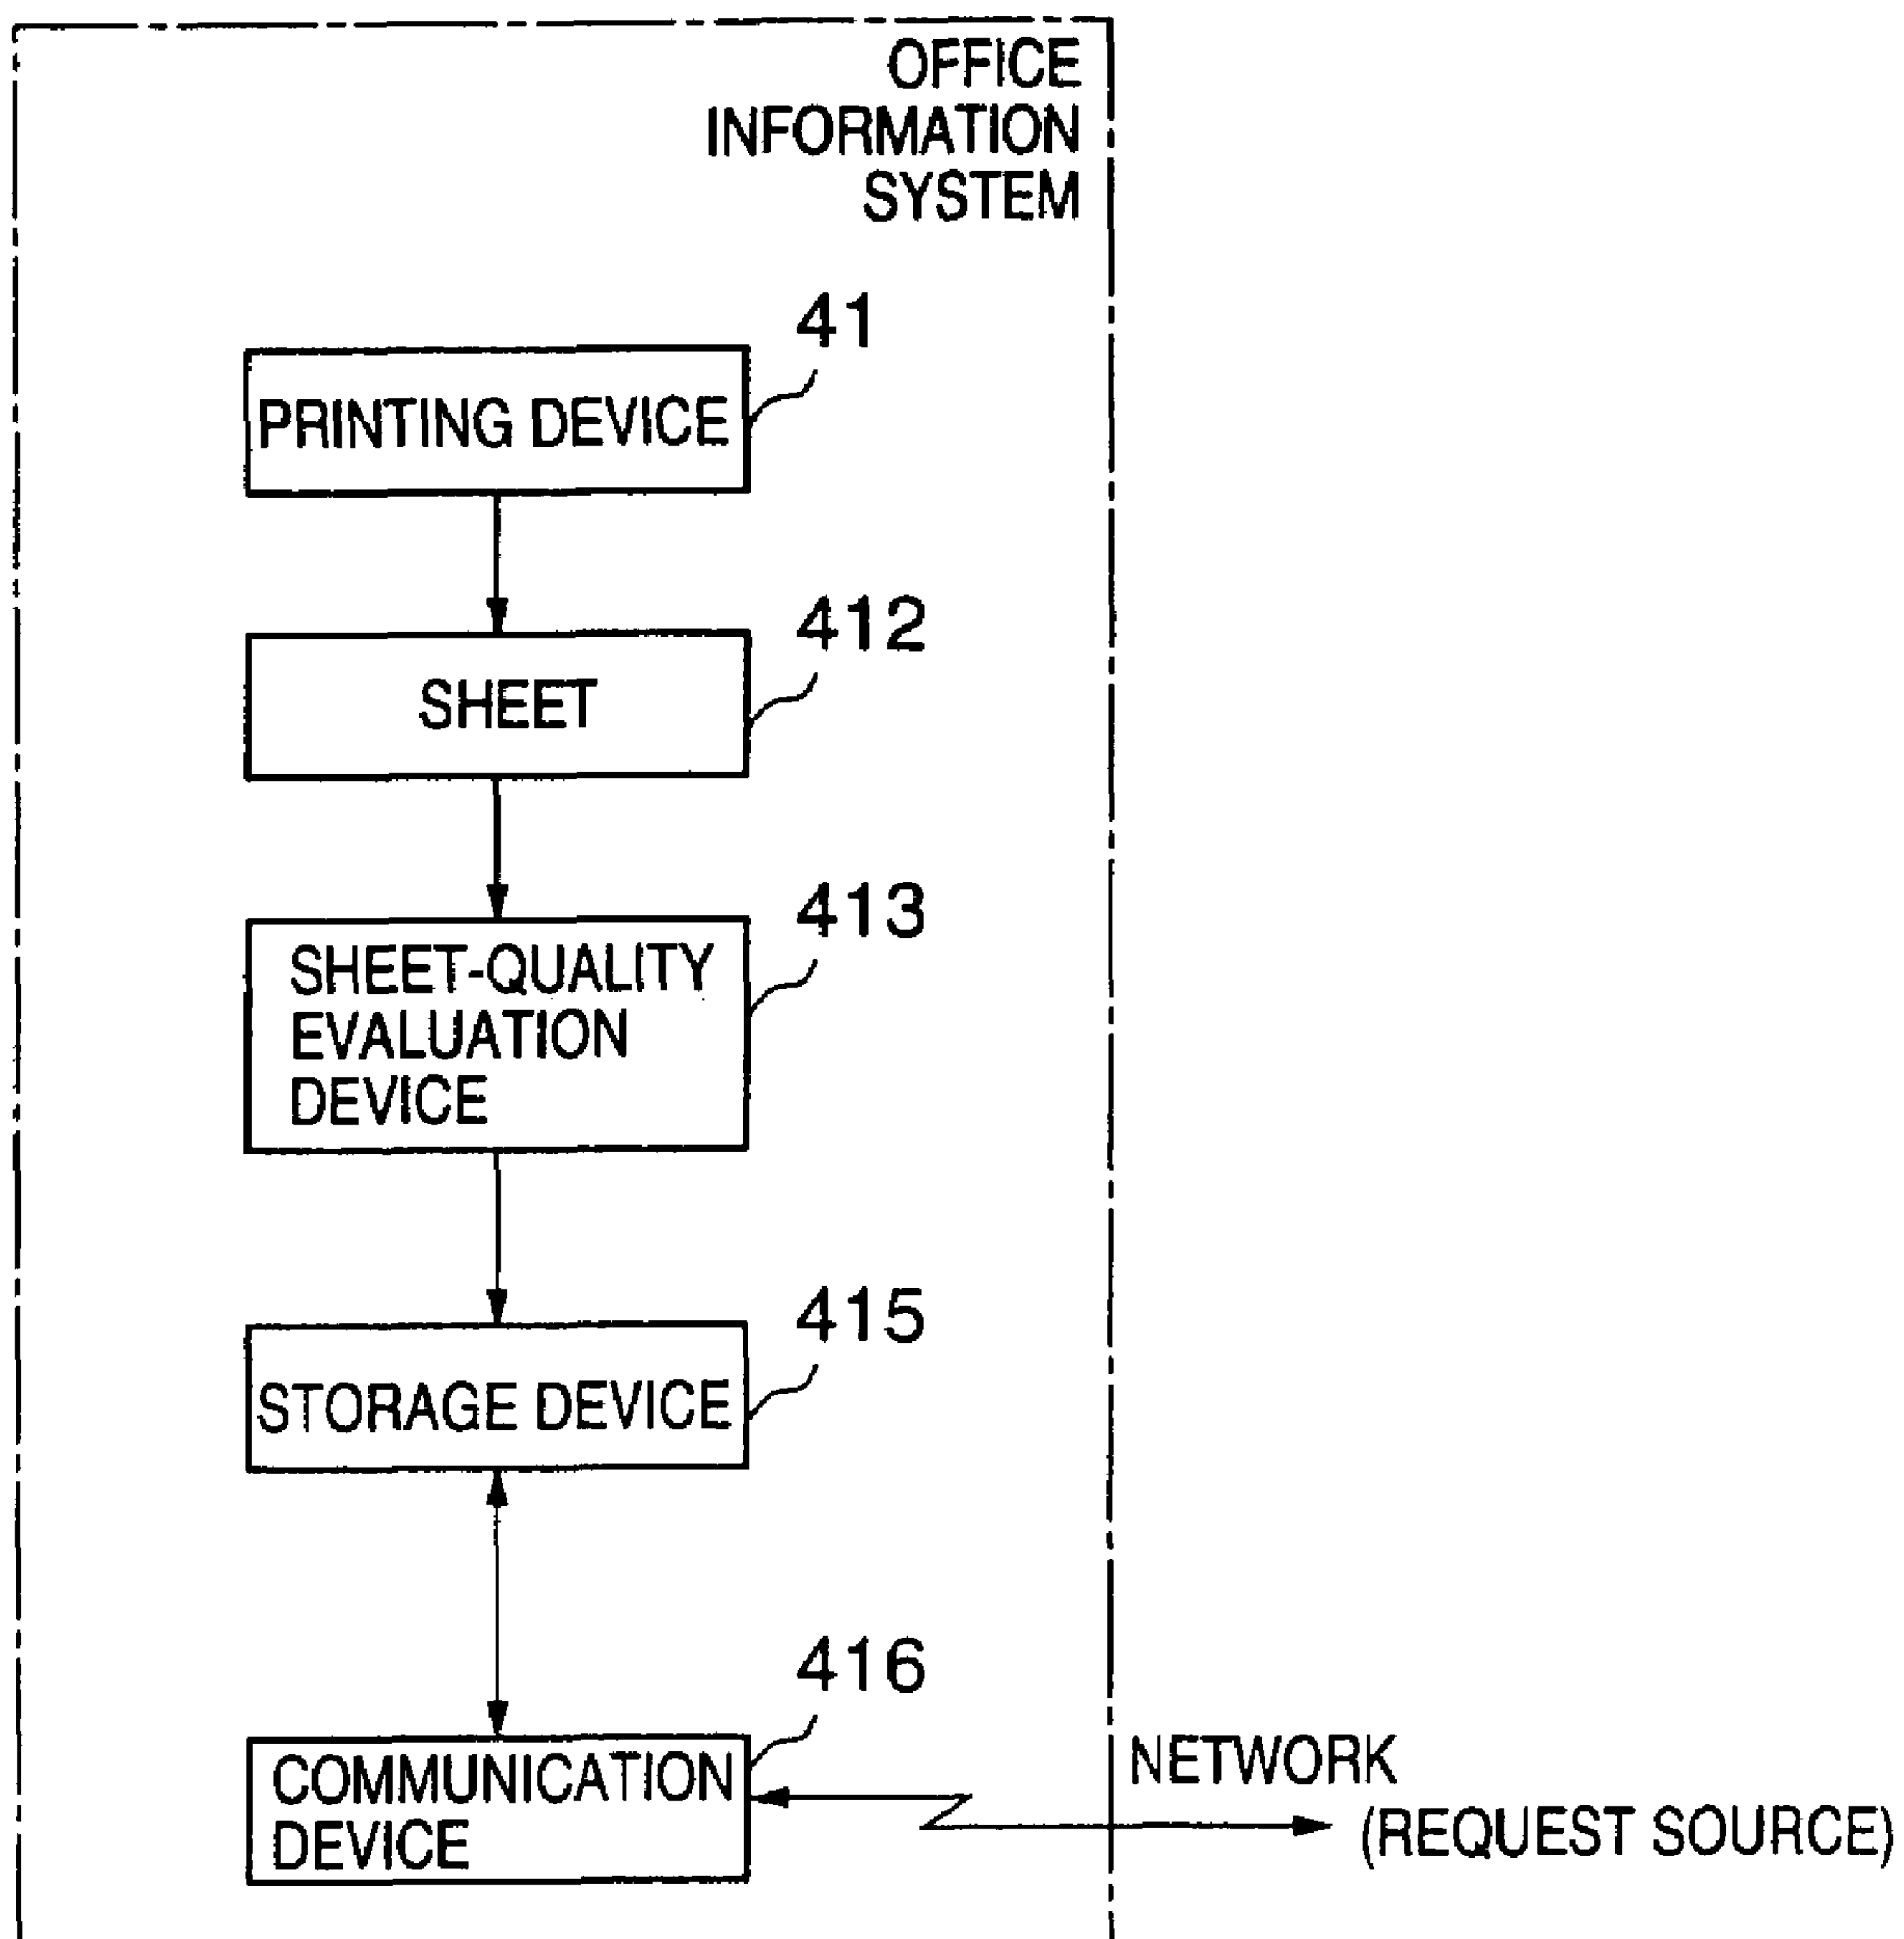 OFFICE
INFORMATION
SYSTEM
41
PRINTING DEVICE
412
SHEET
413
SHEET-QUALITY
EVALUATION
DEVICE
415
STORAGE DEVICE
416
COMMUNICATION
DEVICE
NETWORK
(REQUEST SOURCE)